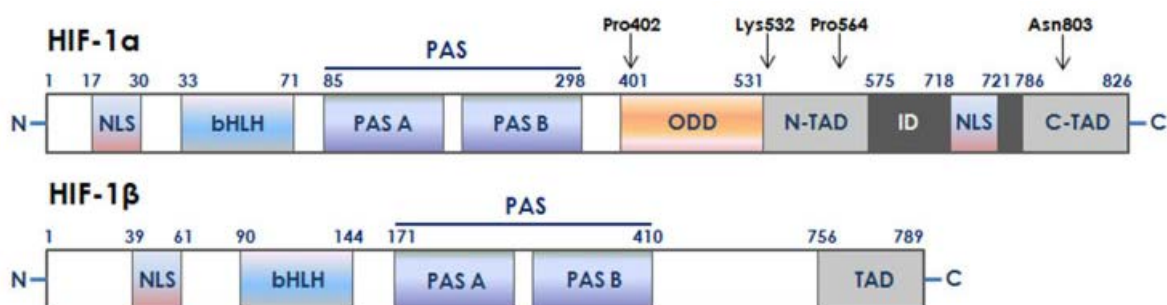 Pro402 Lys532 Pro564 Asn803
HIF-1α
PAS
1 17 30 33 71 85 298 401 531 575 718 721 786 826
N NLS bHLH PAS A PAS B ODD N-TAD ID NLS C-TAD C
HIF-1β
PAS
1 39 61 90 144 171 410 756 789
N NLS bHLH PAS A PAS B TAD C